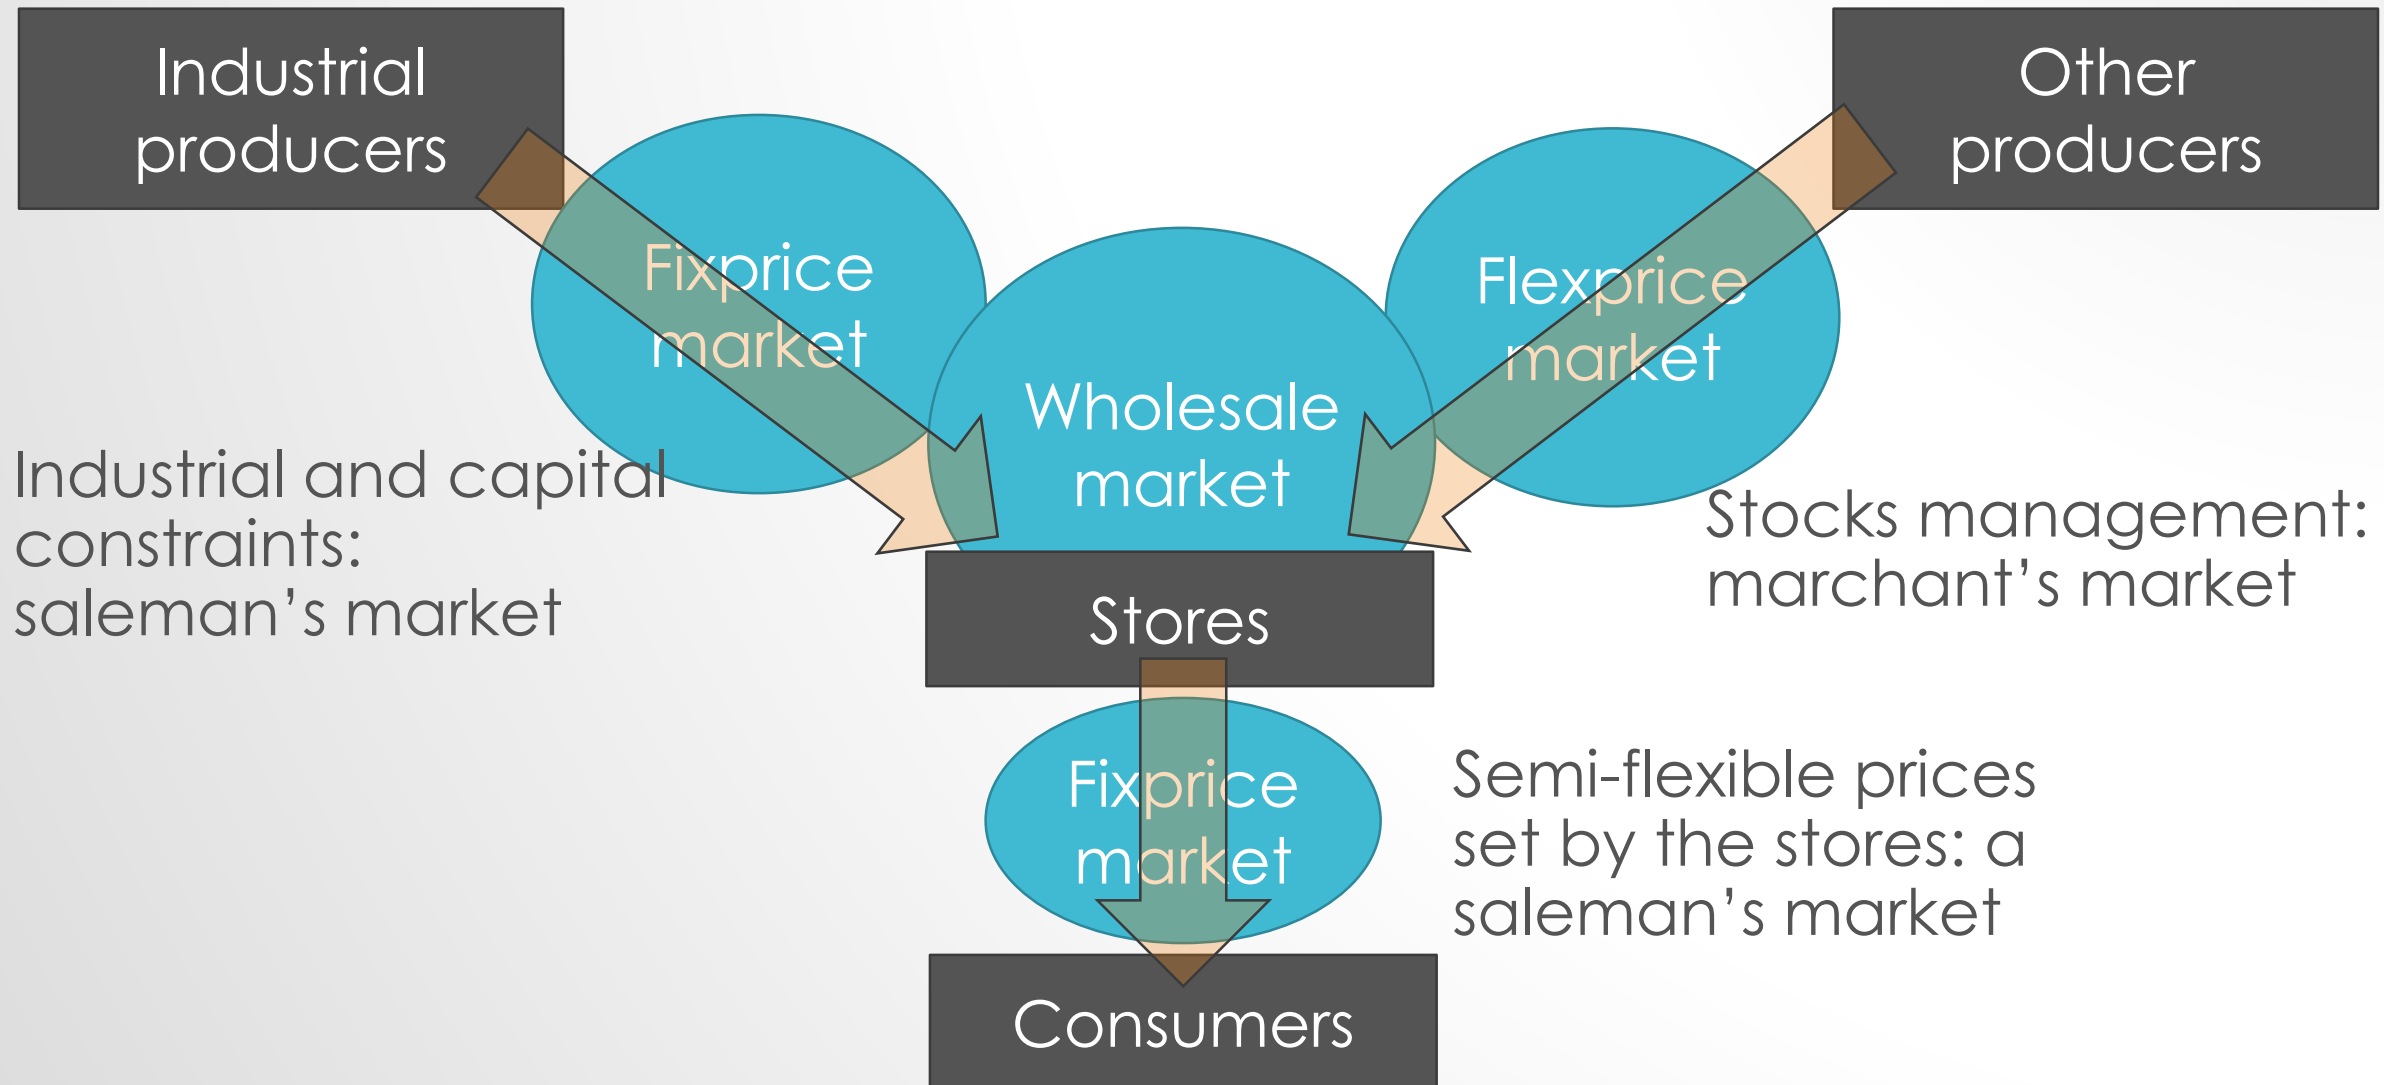 Industrial
producers
Other
producers
Fixprice
market
Flexprice
market
Wholesale
market
Industrial and capital
constraints:
saleman's market
Stocks management:
marchant's market
Stores
Fixprice
market
Semi-flexible prices
set by the stores: a
saleman's market
Consumers